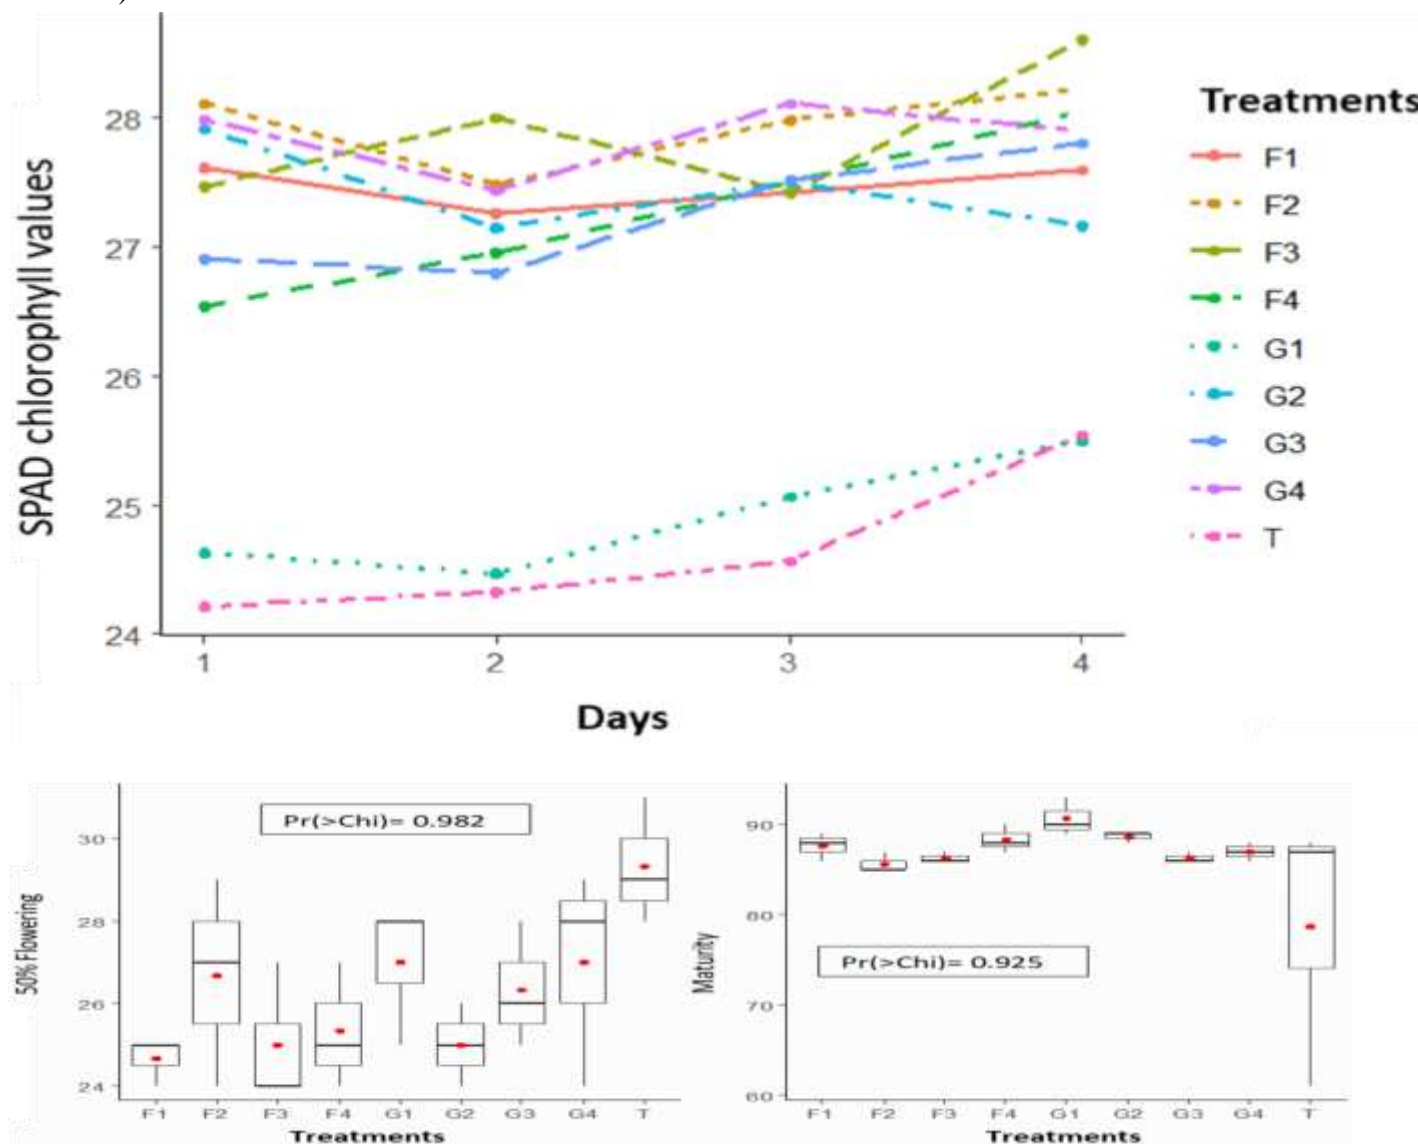 )
Treatments
28
27
26
25
24
SPAD chlorophyll values
F1
F2
F3
F4
G1
G2
G3
G4
T
1 2 3 4
Days
Pr(>Chi)= 0.982
30
28
26
24
50% Flowering
F1 F2 F3 F4 G1 G2 G3 G4 T
Treatments
90
80
70
60
Maturity
Pr(>Chi)= 0.925
F1 F2 F3 F4 G1 G2 G3 G4 T
Treatments